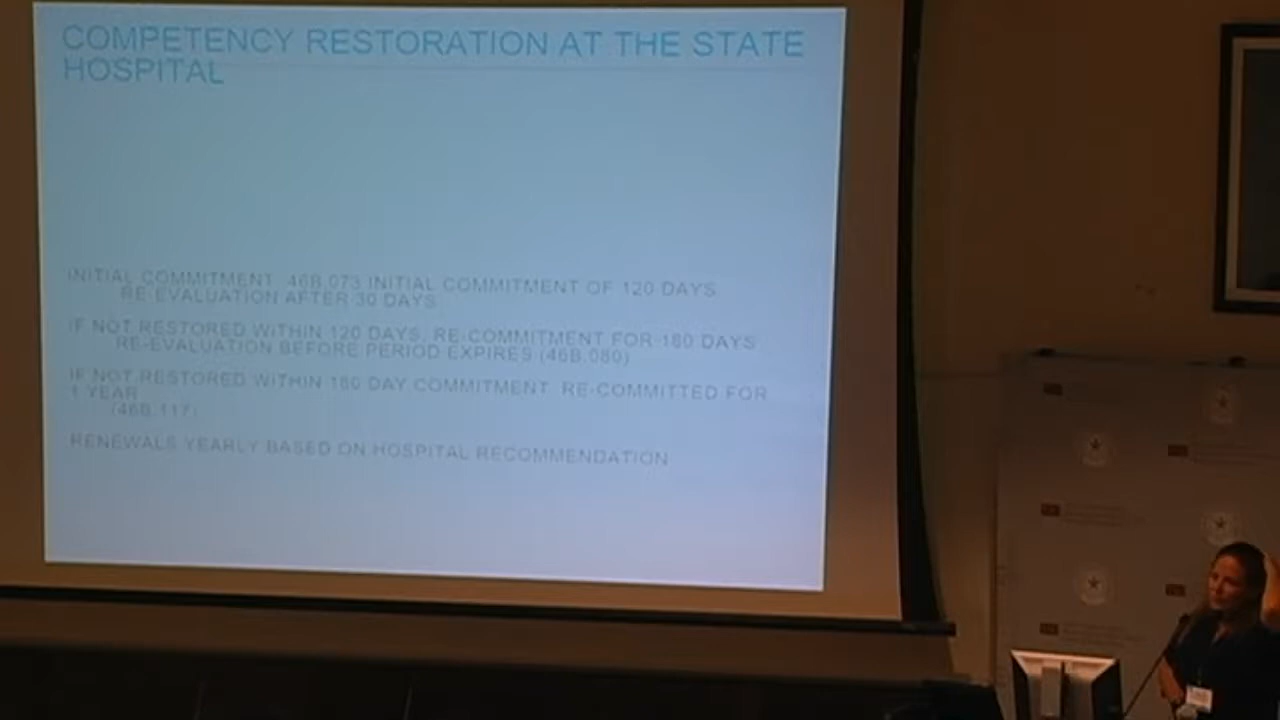 COMPETENCY RESTORATION AT THE STATE
HOSPITAL
INITIAL COMMITMENT 46B.073 INITIAL COMMITMENT OF 120 DAYS
RE-EVALUATION AFTER 30 DAYS
IF NOT RESTORED WITHIN 120 DAYS, RE-COMMITMENT FOR 180 DAYS
RE-EVALUATION BEFORE PERIOD EXPIRES (46B.080)
IF NOT RESTORED WITHIN 180 DAY COMMITMENT RE-COMMITTED FOR
1 YEAR
(46B.117)
RENEWALS YEARLY BASED ON HOSPITAL RECOMMENDATION